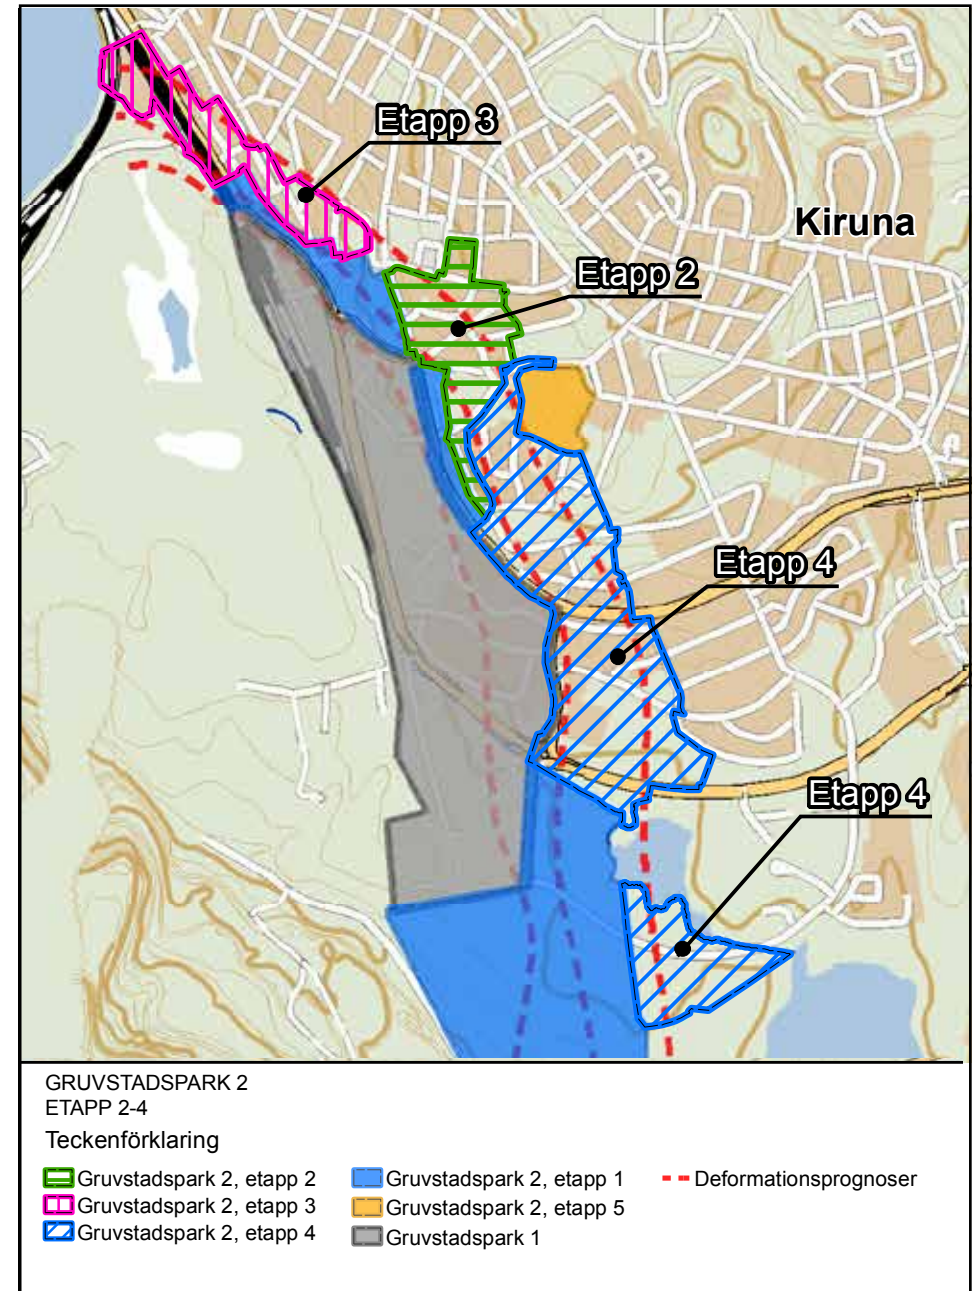 Etapp 3
Kiruna
Etapp 2
Etapp 4
Etapp 4
GRUVSTADSPARK 2
ETAPP 2-4
Teckenförklaring
Gruvstadspark 2, etapp 2
Gruvstadspark 2, etapp 3
Gruvstadspark 2, etapp 4
Gruvstadspark 2, etapp 1
Gruvstadspark 2, etapp 5
Gruvstadspark 1
Deformationsprognoser